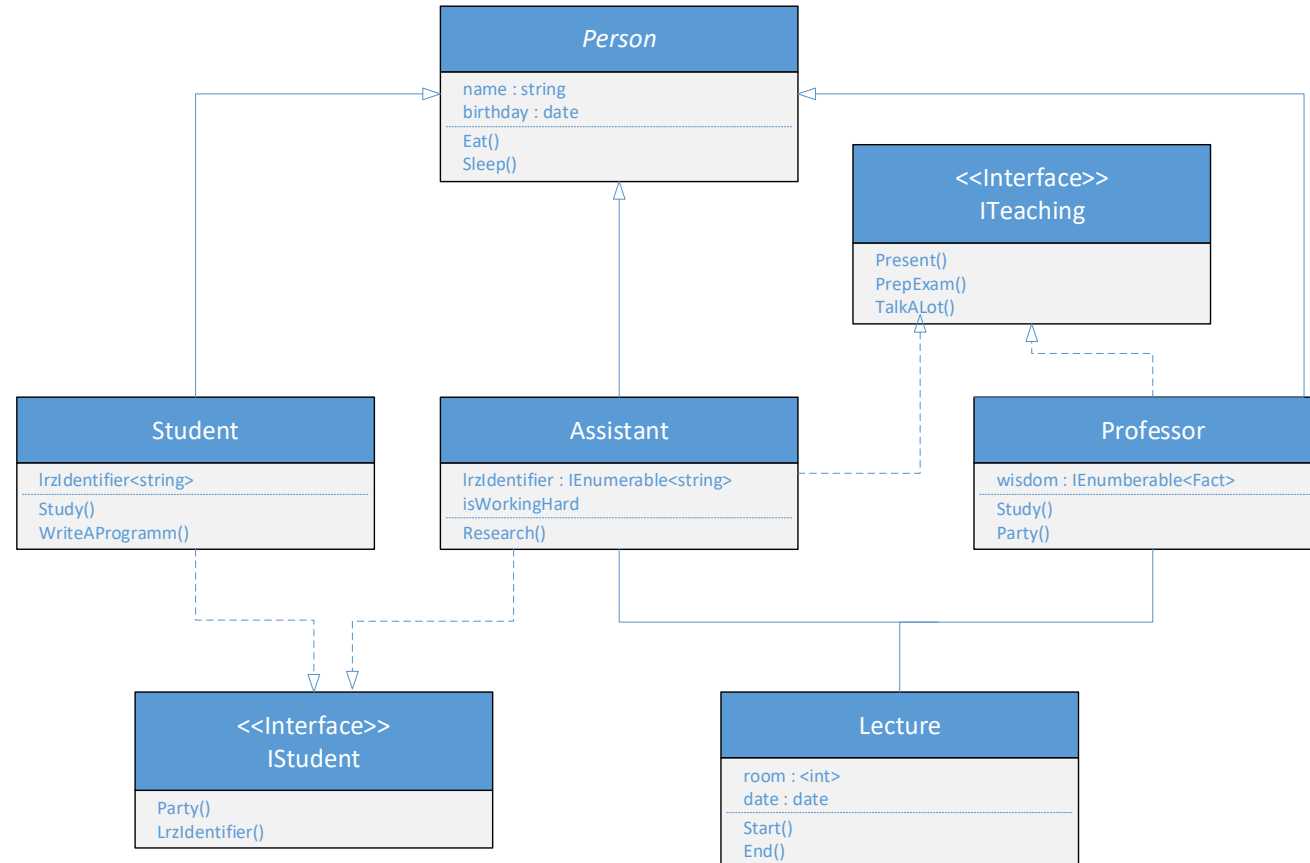 Person
name : string
birthday : date
Eat()
Sleep()
<<Interface>>
ITeaching
Present()
PrepExam()
TalkALot()
Student
lrzIdentifier<string>
Study()
WriteAProgramm()
Assistant
lrzIdentifier : IEnumerable<string>
isWorkingHard
Research()
Professor
wisdom : IEnumberable<Fact>
Study()
Party()
<<Interface>>
IStudent
Party()
LrzIdentifier()
Lecture
room : <int>
date : date
Start()
End()